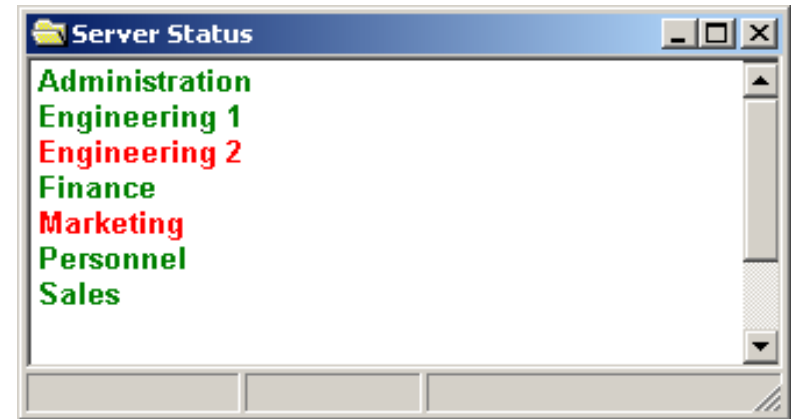 Server Status
Administration
Engineering 1
Engineering 2
Finance
Marketing
Personnel
Sales